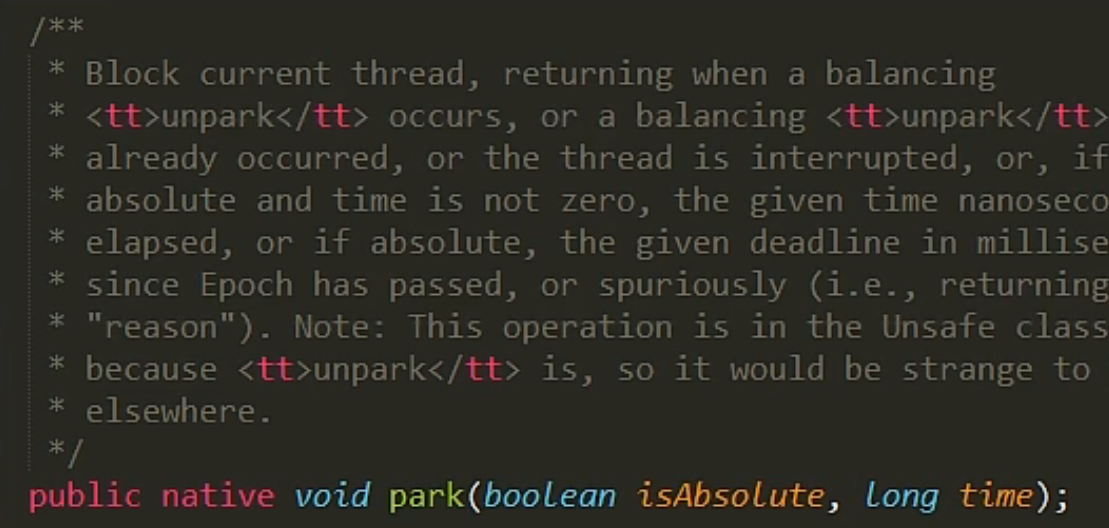 /**
* Block current thread, returning when a balancing
* <tt>unpark</tt> occurs, or a balancing <tt>unpark</tt>
* already occurred, or the thread is interrupted, or, if
* absolute and time is not zero, the given time nanoseco
* elapsed, or if absolute, the given deadline in millise
* since Epoch has passed, or spuriously (i.e., returning
* "reason"). Note: This operation is in the Unsafe class
* because <tt>unpark</tt> is, so it would be strange to
* elsewhere.
*/
public native void park(boolean isAbsolute, long time);